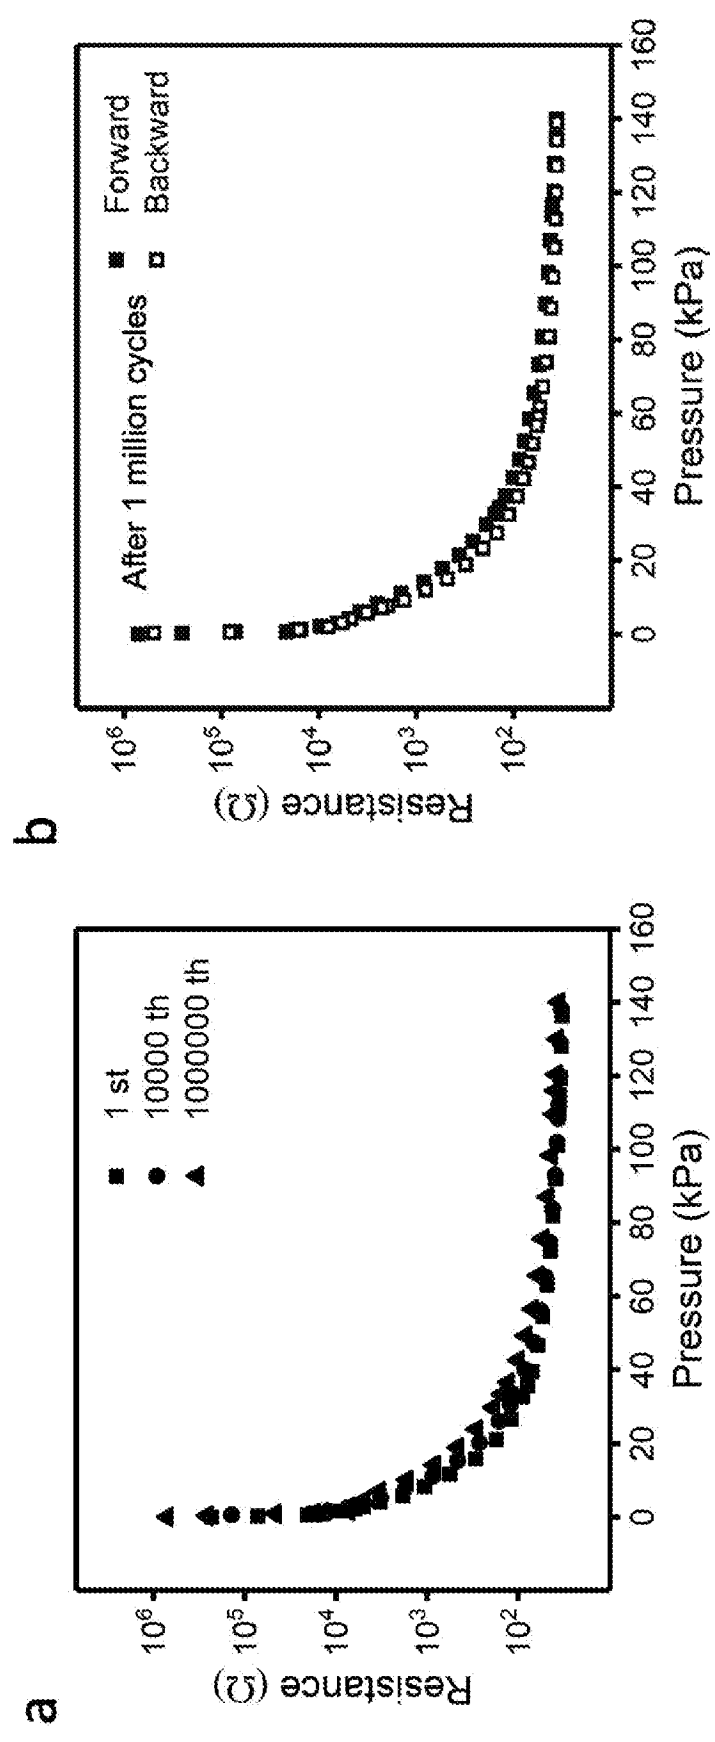 a
Resistance (Ω)
10⁶
10⁵
10⁴
10³
10²
1 st
10000 th
1000000 th
0 20 40 60 80 100 120 140 160
Pressure (kPa)
b
Resistance (Ω)
10⁶
10⁵
10⁴
10³
10²
After 1 million cycles
Forward
Backward
0 20 40 60 80 100 120 140 160
Pressure (kPa)